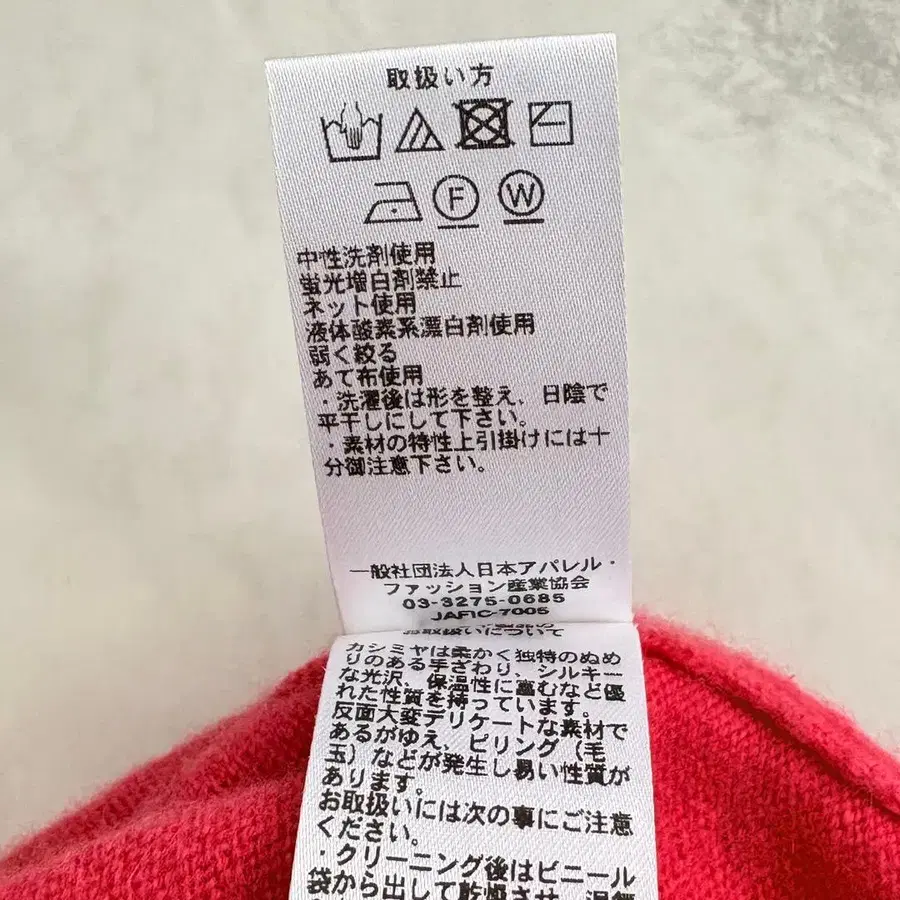 取扱い方
F W
中性洗剤使用
蛍光増白剤禁止
ネット使用
液体酸素系漂白剤使用
弱く絞る
あて布使用
・洗濯後は形を整え、日陰で
平干しにして下さい。
・素材の特性上引掛けには十
分御注意下さい。
一般社団法人日本アパレル・
ファッション産業協会
03-3275-0685
JAFIC-7005
お取扱いについて
カシミヤは柔かく独特のぬめ
りのある手ざわり、シルキー
な光沢、保温性に富むなど優
れた性質を持っています。
反面大変デリケートな素材で
あるがゆえ、ピリング（毛
玉）などが発生し易い性質が
あります。
お取扱いには次の事にご注意
ください。
・クリーニング後はビニール
袋から出して乾燥させ、湿